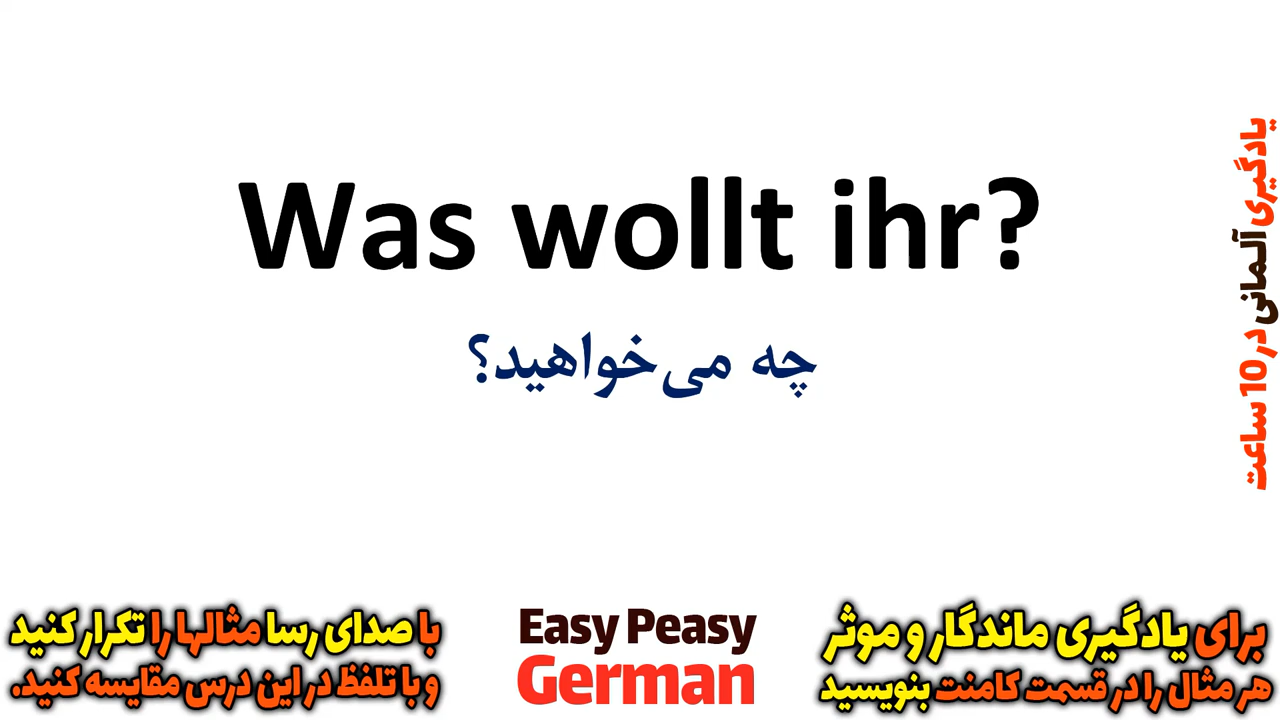 Was wollt ihr?
چه می‌خواهید؟
یادگیری آلمانی در 10 ساعت
برای یادگیری ماندگار و موثر
هر مثال را در قسمت کامنت بنویسید
Easy Peasy
German
با صدای رسا مثالها را تکرار کنید
و با تلفظ در این درس مقایسه کنید.